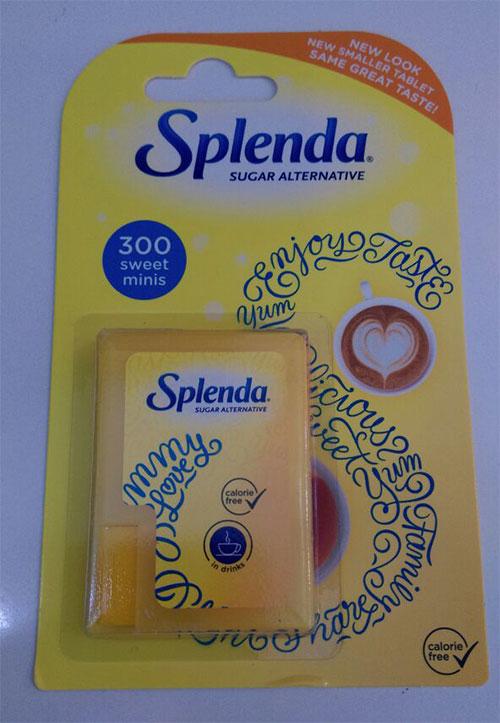 NEW LOOK
NEW SMALLER TABLET
SAME GREAT TASTE!
Splenda®
SUGAR ALTERNATIVE
300
sweet
minis
Enjoy Taste
Yum
licious Yum Family
Sweet
Share
Splenda
SUGAR ALTERNATIVE
Love
calorie
free
in drinks
calorie
free